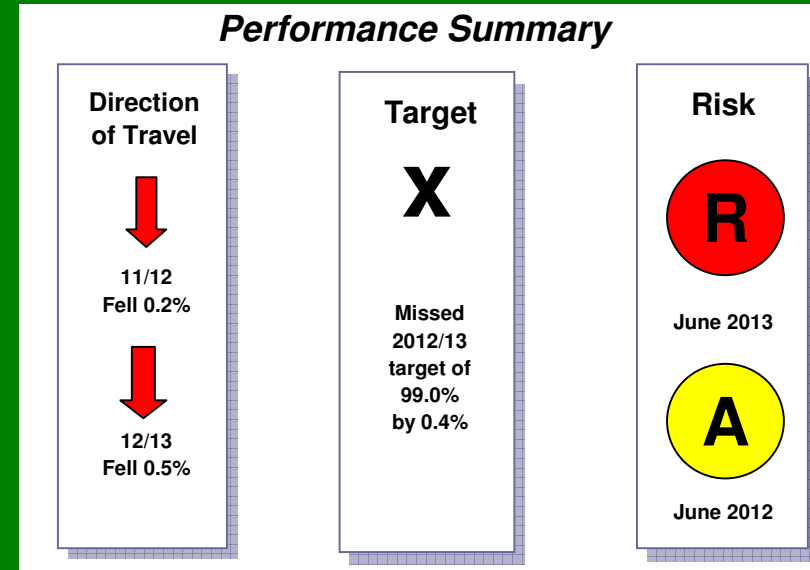 Performance Summary
Direction
of Travel
11/12
Fell 0.2%
12/13
Fell 0.5%
Target
X
Missed
2012/13
target of
99.0%
by 0.4%
Risk
R
June 2013
A
June 2012